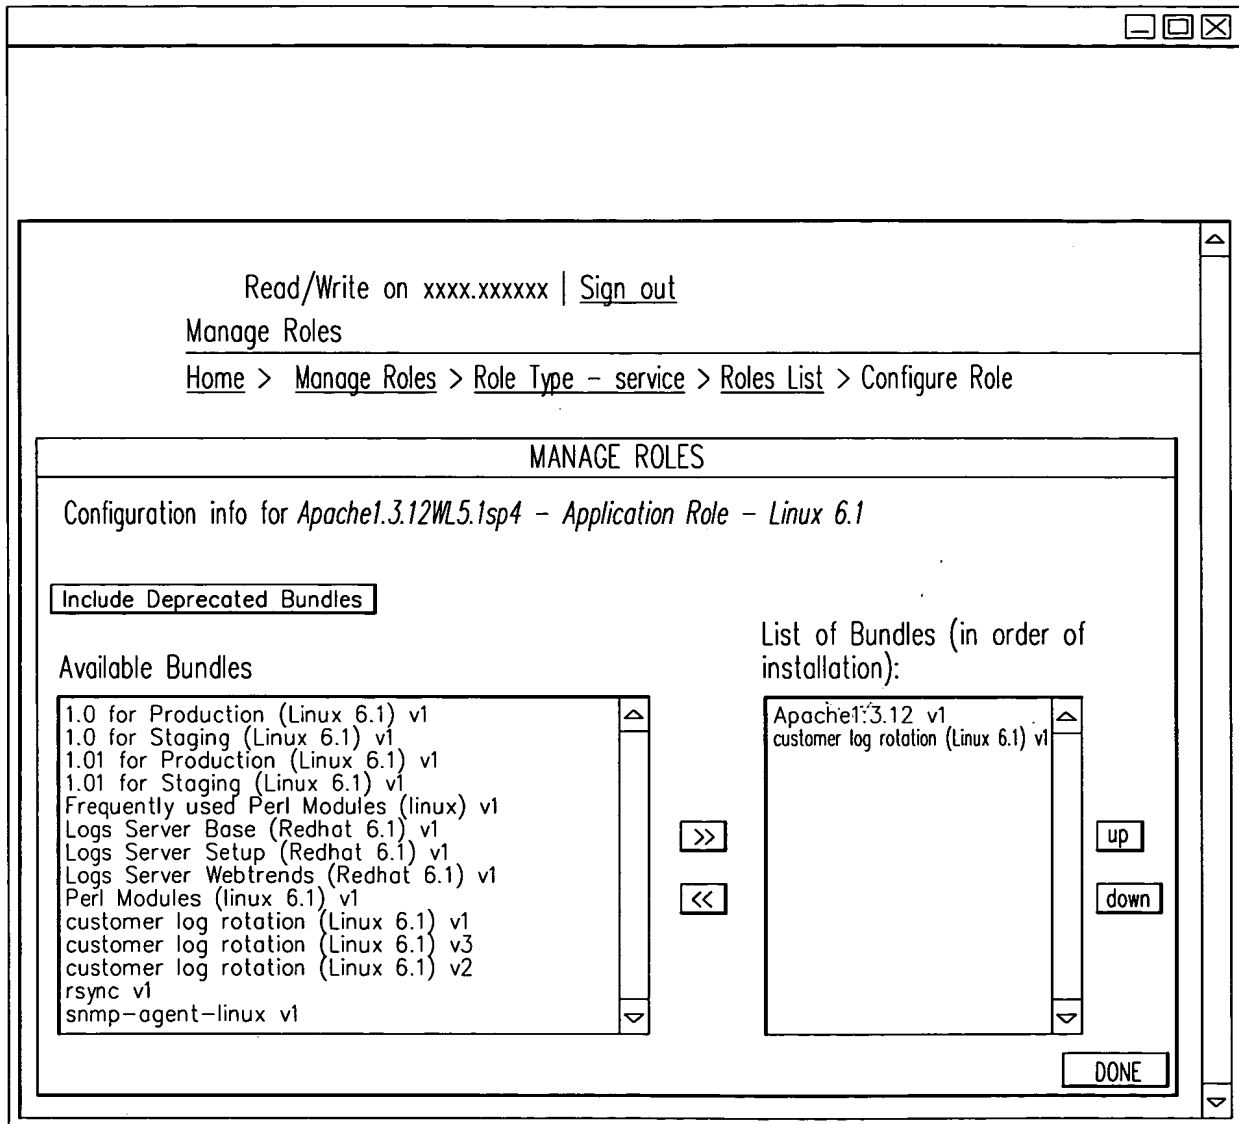 Read/Write on xxxx.xxxxxx | Sign out
Manage Roles
Home > Manage Roles > Role Type – service > Roles List > Configure Role
MANAGE ROLES
Configuration info for Apache1.3.12WL5.1sp4 – Application Role – Linux 6.1
Include Deprecated Bundles
Available Bundles
1.0 for Production (Linux 6.1) v1
1.0 for Staging (Linux 6.1) v1
1.01 for Production (Linux 6.1) v1
1.01 for Staging (Linux 6.1) v1
Frequently used Perl Modules (linux) v1
Logs Server Base (Redhat 6.1) v1
Logs Server Setup (Redhat 6.1) v1
Logs Server Webtrends (Redhat 6.1) v1
Perl Modules (linux 6.1) v1
customer log rotation (Linux 6.1) v1
customer log rotation (Linux 6.1) v3
customer log rotation (Linux 6.1) v2
rsync v1
snmp-agent-linux v1
>>
<<
List of Bundles (in order of
installation):
Apache1.3.12 v1
customer log rotation (Linux 6.1) v1
up
down
DONE